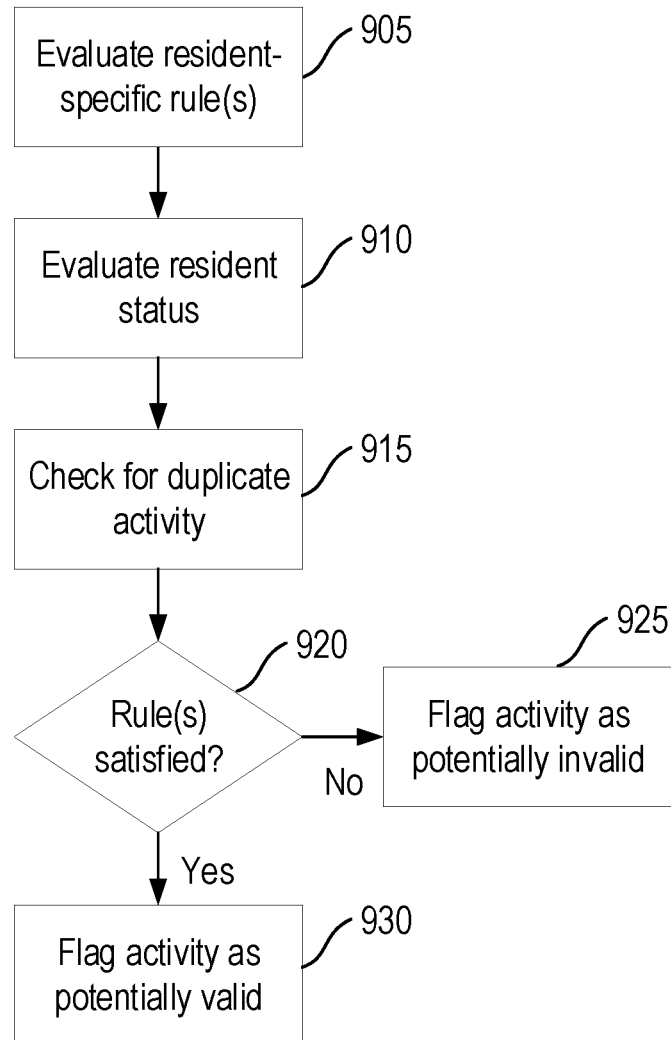 Evaluate resident-
specific rule(s)
905
Evaluate resident
status
910
Check for duplicate
activity
915
Rule(s)
satisfied?
920
No
Flag activity as
potentially invalid
925
Yes
Flag activity as
potentially valid
930